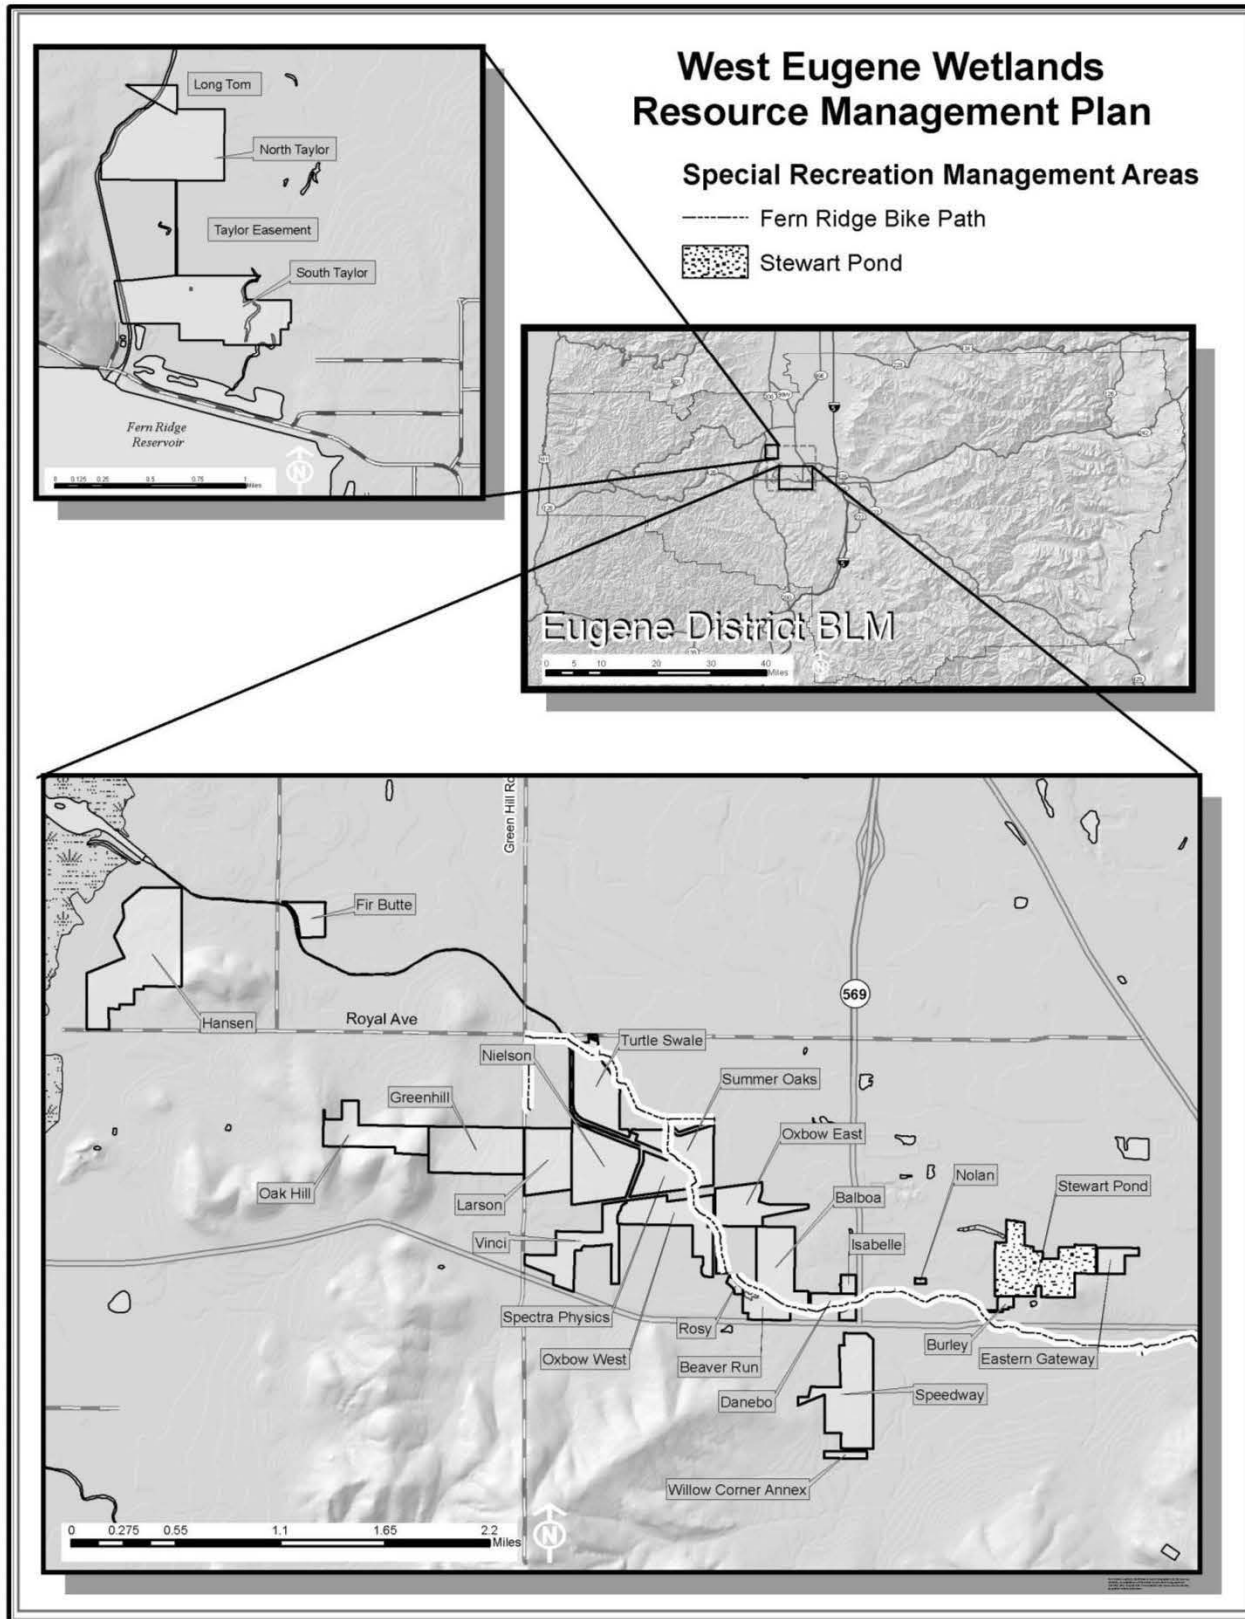 West Eugene Wetlands
Resource Management Plan
Special Recreation Management Areas
Fern Ridge Bike Path
Stewart Pond
Long Tom
North Taylor
Taylor Easement
South Taylor
Fern Ridge
Reservoir
0 0.125 0.25 0.5 0.75 1
Miles
N
5
5
Eugene District BLM
0 5 10 20 30 40
Miles
Green Hill Rd
Fir Butte
569
Hansen
Royal Ave
Turtle Swale
Nielson
Summer Oaks
Greenhill
Oxbow East
Nolan
Stewart Pond
Oak Hill
Larson
Balboa
Vinci
Isabelle
Spectra Physics
Rosy
Burley
Oxbow West
Beaver Run
Eastern Gateway
Danebo
Speedway
Willow Corner Annex
0 0.275 0.55 1.1 1.65 2.2
Miles
N